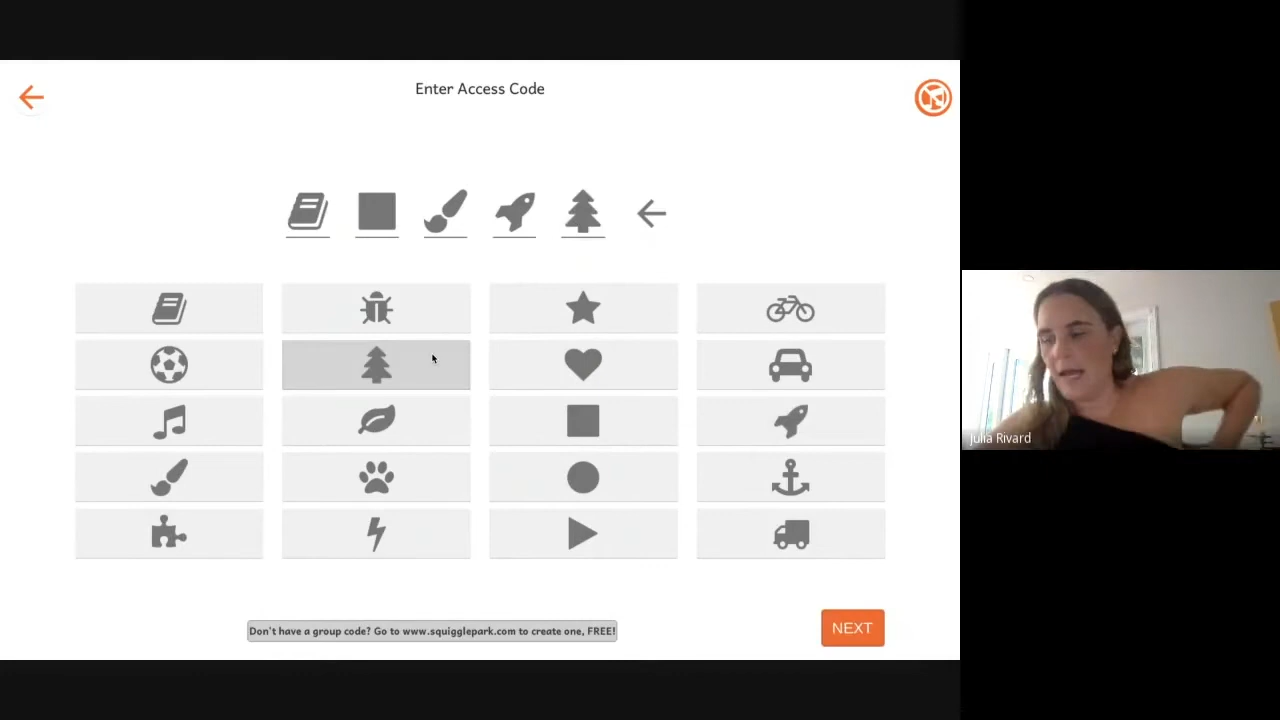 Enter Access Code
Julia Rivard
Don't have a group code? Go to www.squigglepark.com to create one, FREE!
NEXT